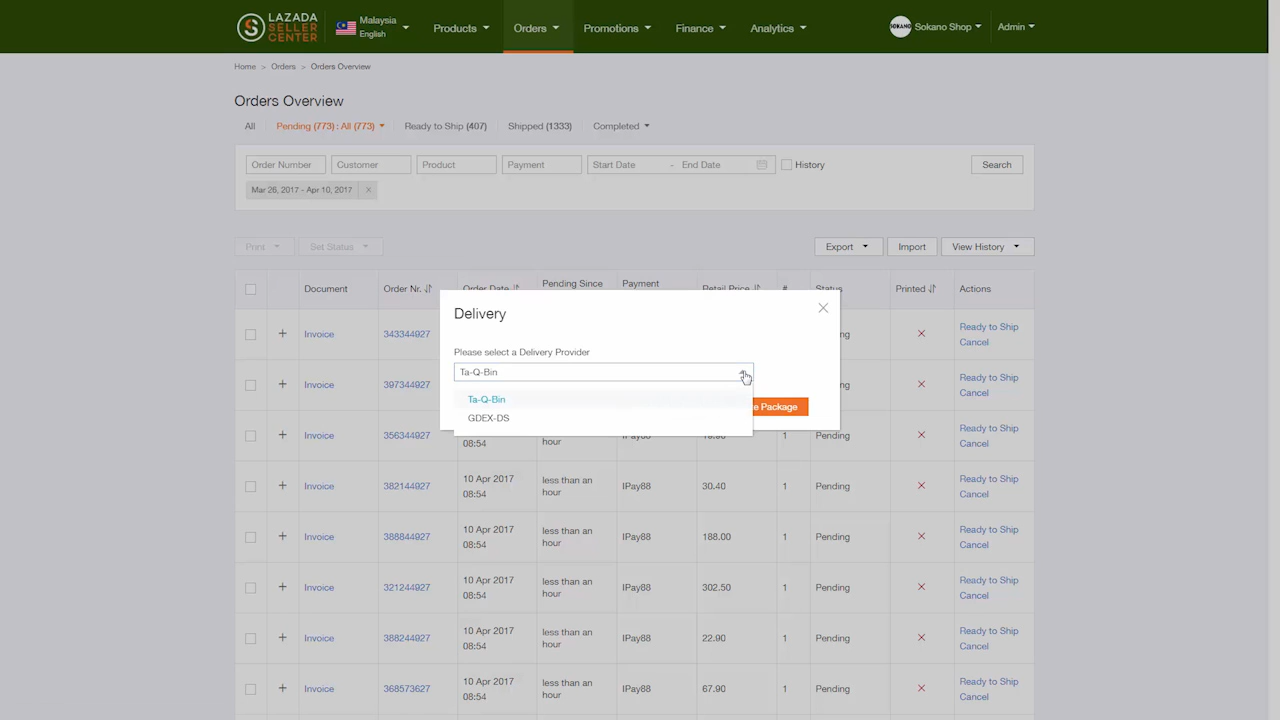 LAZADA
SELLER
CENTER
Malaysia
English
Products
Orders
Promotions
Finance
Analytics
SOKANO
Sokano Shop
Admin
Home > Orders > Orders Overview
Orders Overview
All
Pending (773) : All (773)
Ready to Ship (407)
Shipped (1333)
Completed
Order Number
Customer
Product
Payment
Start Date - End Date
History
Search
Mar 26, 2017 - Apr 10, 2017
Print
Set Status
Export
Import
View History
Document
Order Nr.
Order Date
Pending Since
Payment
Retail Price
#
Status
Printed
Actions
Delivery
Please select a Delivery Provider
Ta-Q-Bin
Ta-Q-Bin
GDEX-DS
Package
Invoice 343344927 Ready to Ship
Cancel
Invoice 397344927 Ready to Ship
Cancel
Invoice 356344927 08:54 hour IPay88 19.90 1 Pending Ready to Ship
Cancel
Invoice 382144927 10 Apr 2017 08:54 less than an hour IPay88 30.40 1 Pending Ready to Ship
Cancel
Invoice 388844927 10 Apr 2017 08:54 less than an hour IPay88 188.00 1 Pending Ready to Ship
Cancel
Invoice 321244927 10 Apr 2017 08:54 less than an hour IPay88 302.50 1 Pending Ready to Ship
Cancel
Invoice 388244927 10 Apr 2017 08:54 less than an hour IPay88 22.90 1 Pending Ready to Ship
Cancel
Invoice 368573627 10 Apr 2017 08:54 less than an hour IPay88 67.90 1 Pending Ready to Ship
Cancel